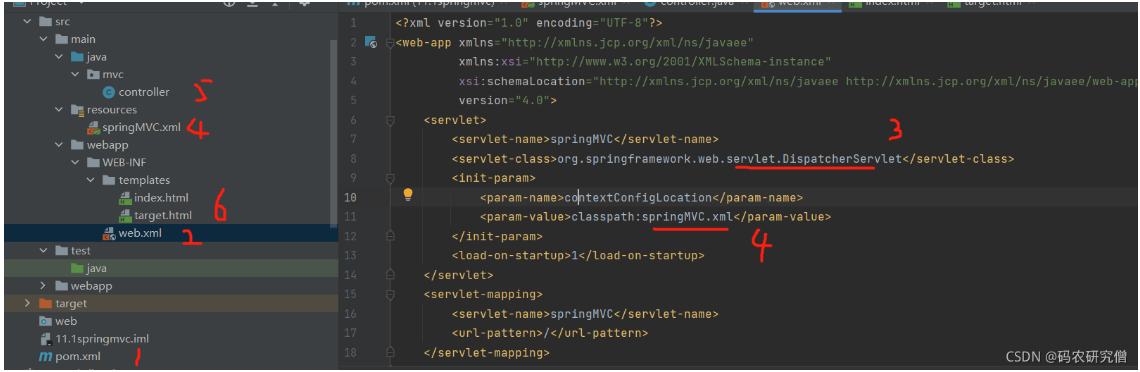 Project
pom.xml (11.1springmvc)
springMVC.xml
controller.java
web.xml
index.html
target.html
src
main
java
mvc
controller
5
resources
springMVC.xml
4
webapp
WEB-INF
templates
index.html
target.html
6
web.xml
2
test
java
webapp
target
web
11.1springmvc.iml
pom.xml
1
1 <?xml version="1.0" encoding="UTF-8"?>
2 <web-app xmlns="http://xmlns.jcp.org/xml/ns/javaee"
3 xmlns:xsi="http://www.w3.org/2001/XMLSchema-instance"
4 xsi:schemaLocation="http://xmlns.jcp.org/xml/ns/javaee http://xmlns.jcp.org/xml/ns/javaee/web-app
5 version="4.0">
6 <servlet>
7 <servlet-name>springMVC</servlet-name>
3
8 <servlet-class>org.springframework.web.servlet.DispatcherServlet</servlet-class>
9 <init-param>
10 <param-name>contextConfigLocation</param-name>
11 <param-value>classpath:springMVC.xml</param-value>
4
12 </init-param>
13 <load-on-startup>1</load-on-startup>
14 </servlet>
15 <servlet-mapping>
16 <servlet-name>springMVC</servlet-name>
17 <url-pattern>/</url-pattern>
18 </servlet-mapping>
CSDN @码农研究僧